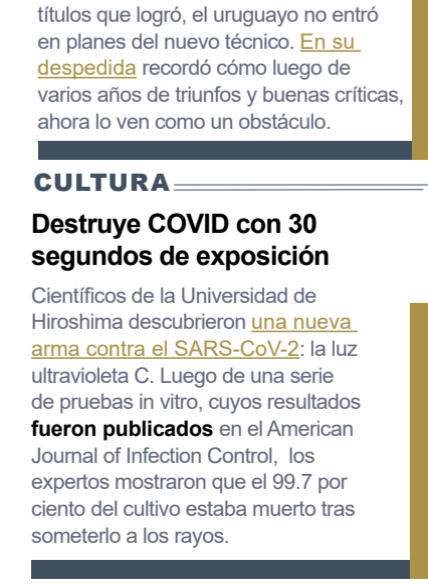 títulos que logró, el uruguayo no entró
en planes del nuevo técnico. En su
despedida recordó cómo luego de
varios años de triunfos y buenas críticas,
ahora lo ven como un obstáculo.
CULTURA
Destruye COVID con 30
segundos de exposición
Científicos de la Universidad de
Hiroshima descubrieron una nueva
arma contra el SARS-CoV-2: la luz
ultravioleta C. Luego de una serie
de pruebas in vitro, cuyos resultados
fueron publicados en el American
Journal of Infection Control, los
expertos mostraron que el 99.7 por
ciento del cultivo estaba muerto tras
someterlo a los rayos.